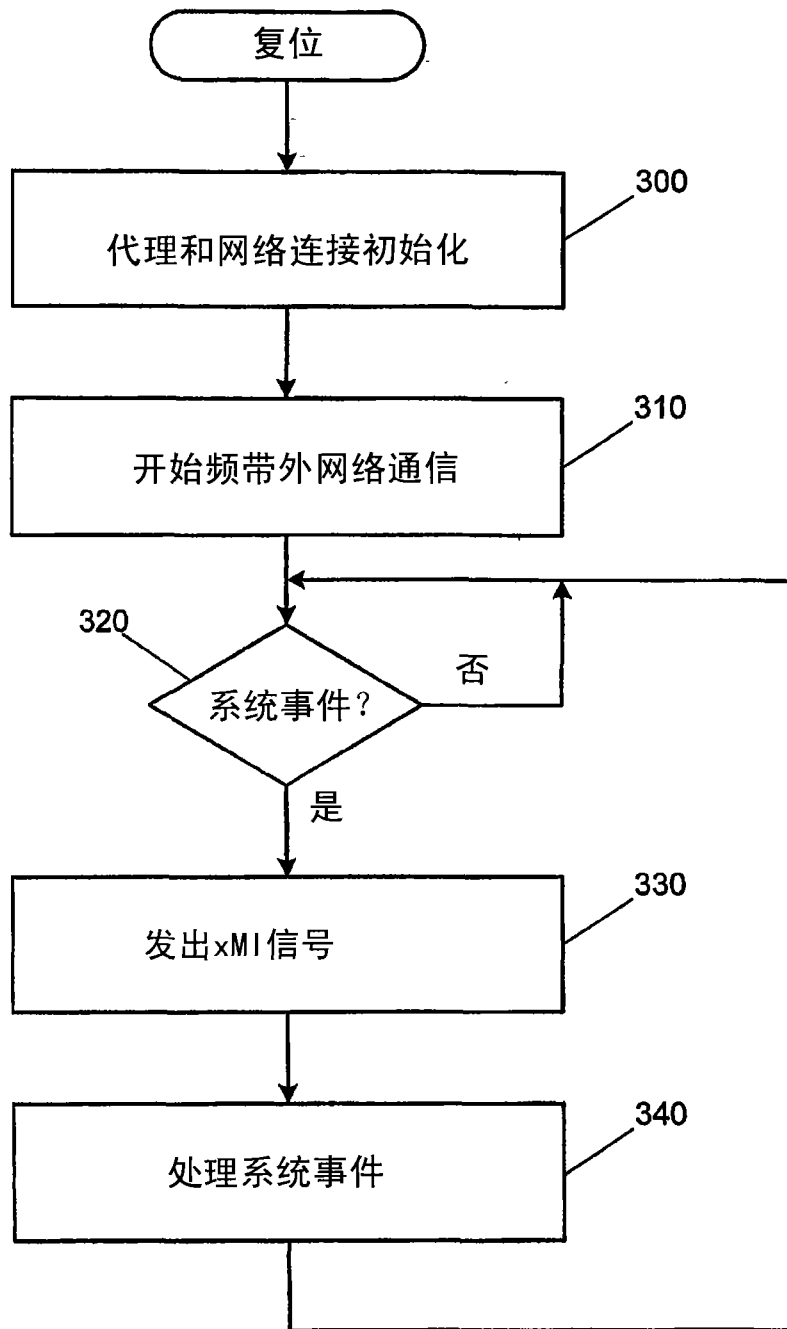 复位
300
代理和网络连接初始化
310
开始频带外网络通信
320
系统事件?
否
是
330
发出xMI信号
340
处理系统事件